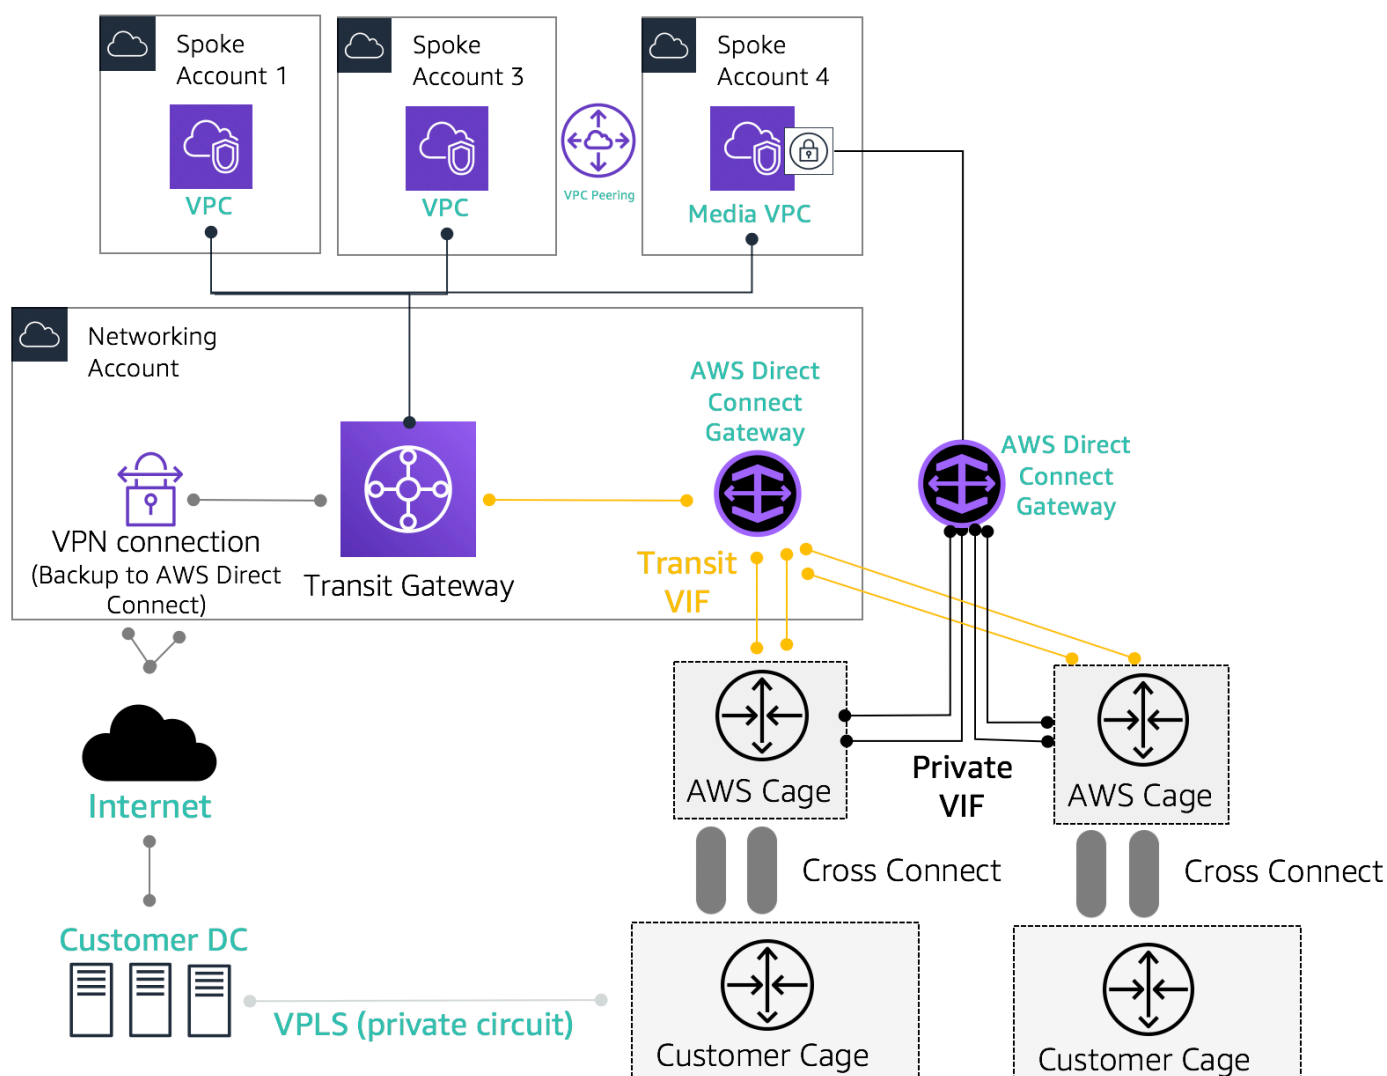 Spoke
Account 1
VPC
Spoke
Account 3
VPC
VPC Peering
Spoke
Account 4
Media VPC
Networking
Account
AWS Direct
Connect
Gateway
AWS Direct
Connect
Gateway
VPN connection
(Backup to AWS Direct
Connect)
Transit Gateway
Transit
VIF
Internet
AWS Cage
Private
VIF
AWS Cage
Cross Connect
Cross Connect
Customer DC
VPLS (private circuit)
Customer Cage
Customer Cage